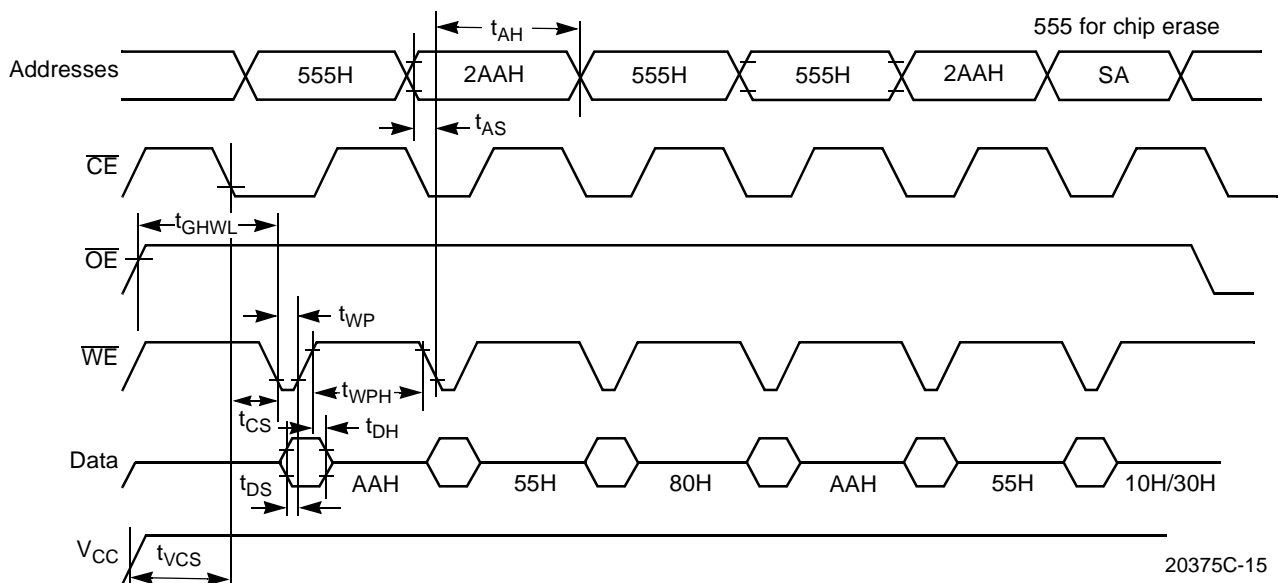 555 for chip erase
tAH
Addresses
555H 2AAH 555H 555H 2AAH SA
tAS
CE
tGHWL
OE
tWP
WE
tWPH
tCS
tDH
Data
tDS
AAH 55H 80H AAH 55H 10H/30H
VCC
tVCS
20375C-15